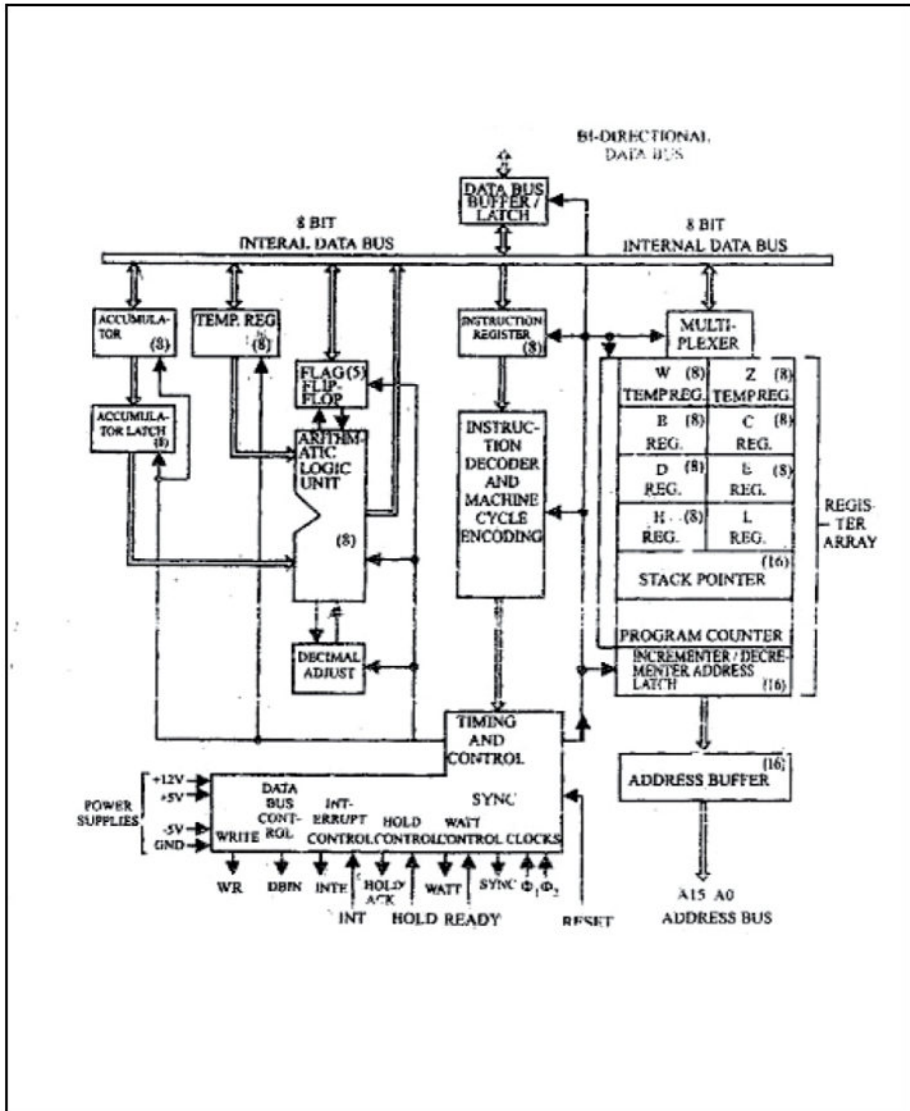 BI-DIRECTIONAL
DATA BUS
DATA BUS
BUFFER /
LATCH
8 BIT
INTERAL DATA BUS
8 BIT
INTERNAL DATA BUS
ACCUMULA-
TOR
(8)
TEMP. REG.
(8)
INSTRUCTION
REGISTER
(8)
MULTI-
PLEXER
FLAG (5)
FLIP-
FLOP
W (8)
TEMP REG.
Z (8)
TEMP REG.
ACCUMULA-
TOR LATCH
(8)
ARITHM-
ATIC
LOGIC
UNIT
(8)
INSTRUC-
TION
DECODER
AND
MACHINE
CYCLE
ENCODING
B (8)
REG.
C (8)
REG.
D (8)
REG.
E (8)
REG.
H (8)
REG.
L
REG.
REGIS-
TER
ARRAY
(16)
STACK POINTER
PROGRAM COUNTER
INCREMENTER / DECRE-
MENTER ADDRESS
LATCH (16)
DECIMAL
ADJUST
TIMING
AND
CONTROL
(16)
ADDRESS BUFFER
POWER
SUPPLIES
+12V
+5V
-5V
GND
WRITE
DATA
BUS
CONT-
ROL
INT-
ERRUPT
CONTROL
HOLD
CONTROL
WATT
CONTROL
SYNC
CLOCKS
WR
DBIN
INTE
HOLD
ACK
WATT
SYNC
Φ1 Φ2
INT
HOLD
READY
RESET
A15 A0
ADDRESS BUS